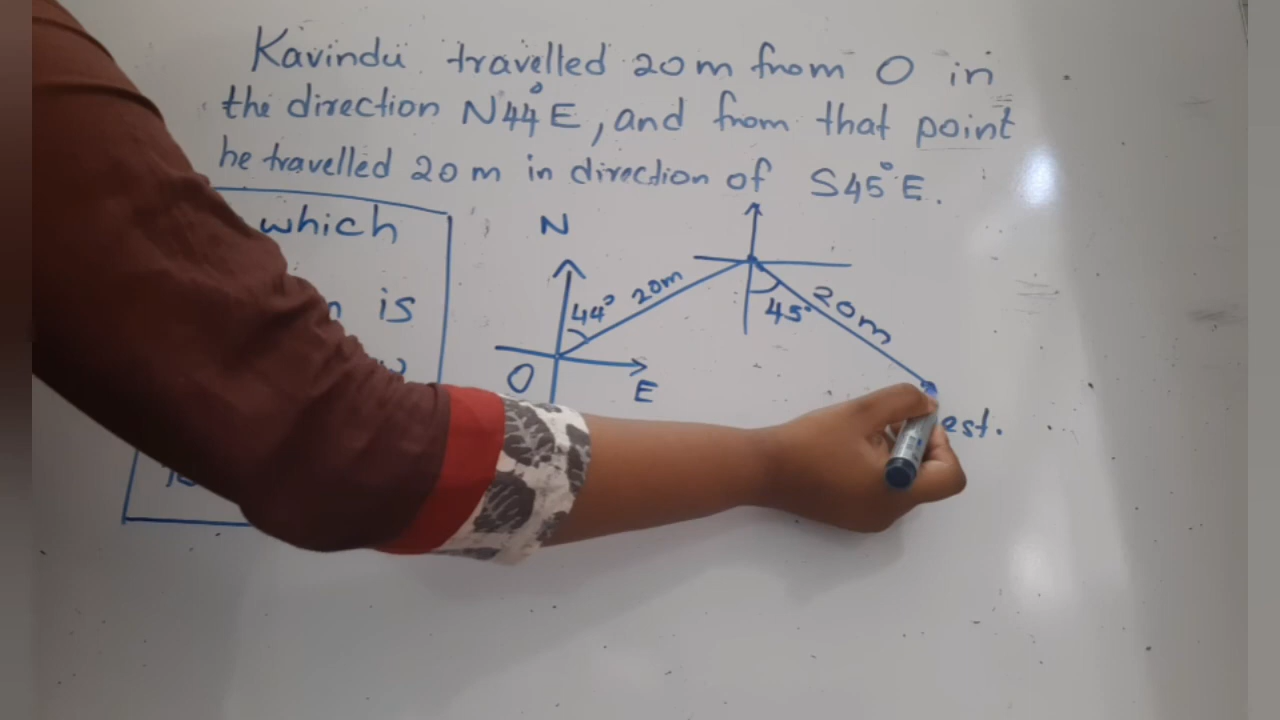 Kavindu travelled 20m from O in
the direction N44°E, and from that point
he travelled 20m in direction of S45°E.
which
is
N
44° 20m
45° 20m
O
E
est.